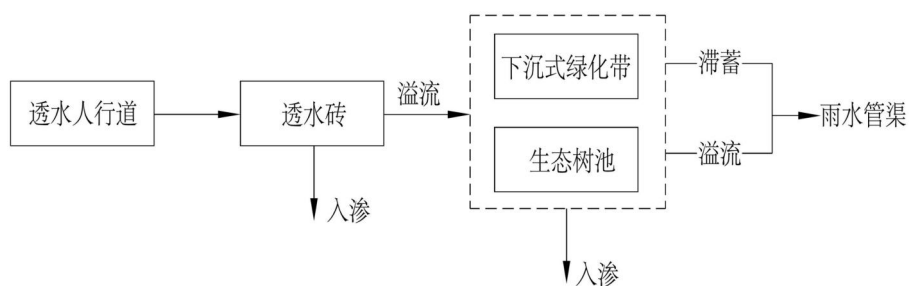 透水人行道
透水砖
溢流
入渗
下沉式绿化带
生态树池
入渗
滞蓄
溢流
雨水管渠